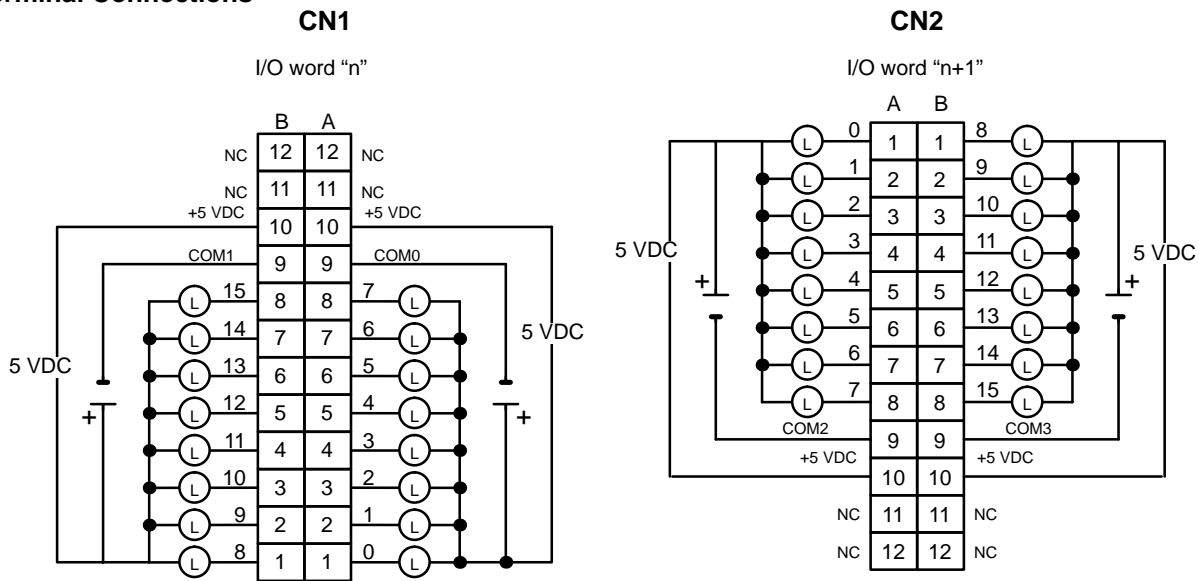 erminal Connections
CN1
I/O word “n”
B A
NC 12 12 NC
NC 11 11 NC
+5 VDC 10 10 +5 VDC
COM1 9 9 COM0
L 15 8 8 7 L
L 14 7 7 6 L
L 13 6 6 5 L
L 12 5 5 4 L
L 11 4 4 3 L
L 10 3 3 2 L
L 9 2 2 1 L
L 8 1 1 0 L
5 VDC
+
5 VDC
+
CN2
I/O word “n+1”
A B
L 0 1 1 8 L
L 1 2 2 9 L
L 2 3 3 10 L
L 3 4 4 11 L
L 4 5 5 12 L
L 5 6 6 13 L
L 6 7 7 14 L
L 7 8 8 15 L
COM2 9 9 COM3
+5 VDC 10 10 +5 VDC
NC 11 11 NC
NC 12 12 NC
5 VDC
+
5 VDC
+